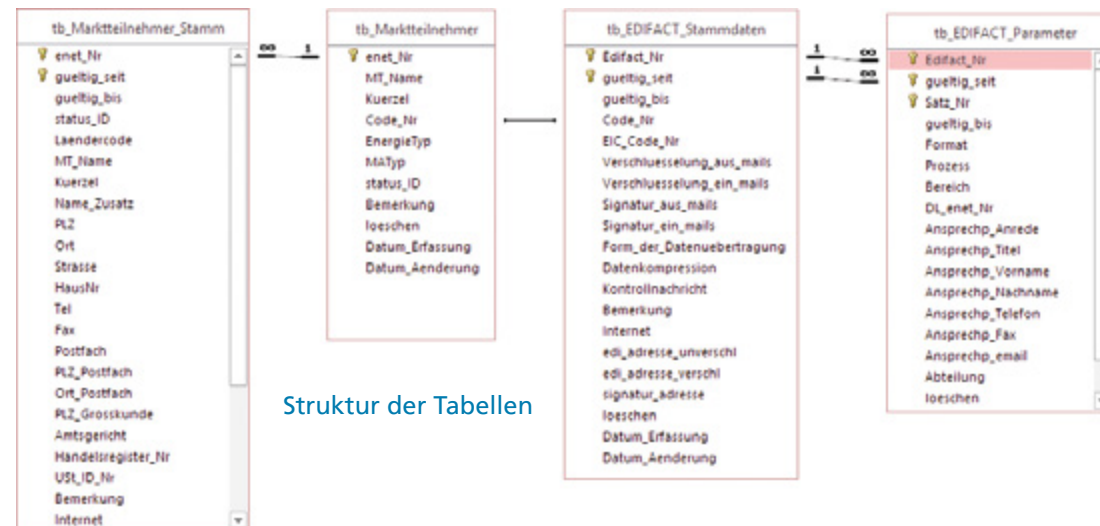 tb_Marktteilnehmer_Stamm
enet_Nr
gueltig_seit
gueltig_bis
status_ID
Laendercode
MT_Name
Kuerzel
Name_Zusatz
PLZ
Ort
Strasse
HausNr
Tel
Fax
Postfach
PLZ_Postfach
Ort_Postfach
PLZ_Grosskunde
Amtsgericht
Handelsregister_Nr
USt_ID_Nr
Bemerkung
Internet
∞ 1
tb_Marktteilnehmer
enet_Nr
MT_Name
Kuerzel
Code_Nr
EnergieTyp
MATyp
status_ID
Bemerkung
loeschen
Datum_Erfassung
Datum_Aenderung
tb_EDIFACT_Stammdaten
Edifact_Nr
gueltig_seit
gueltig_bis
Code_Nr
EIC_Code_Nr
Verschluesselung_aus_mails
Verschluesselung_ein_mails
Signatur_aus_mails
Signatur_ein_mails
Form_der_Datenuebertragung
Datenkompression
Kontrollnachricht
Bemerkung
Internet
edi_adresse_unverschl
edi_adresse_verschl
signatur_adresse
loeschen
Datum_Erfassung
Datum_Aenderung
1 ∞
1 ∞
tb_EDIFACT_Parameter
Edifact_Nr
gueltig_seit
Satz_Nr
gueltig_bis
Format
Prozess
Bereich
DL_enet_Nr
Ansprechp_Anrede
Ansprechp_Titel
Ansprechp_Vorname
Ansprechp_Nachname
Ansprechp_Telefon
Ansprechp_Fax
Ansprechp_email
Abteilung
loeschen
Struktur der Tabellen